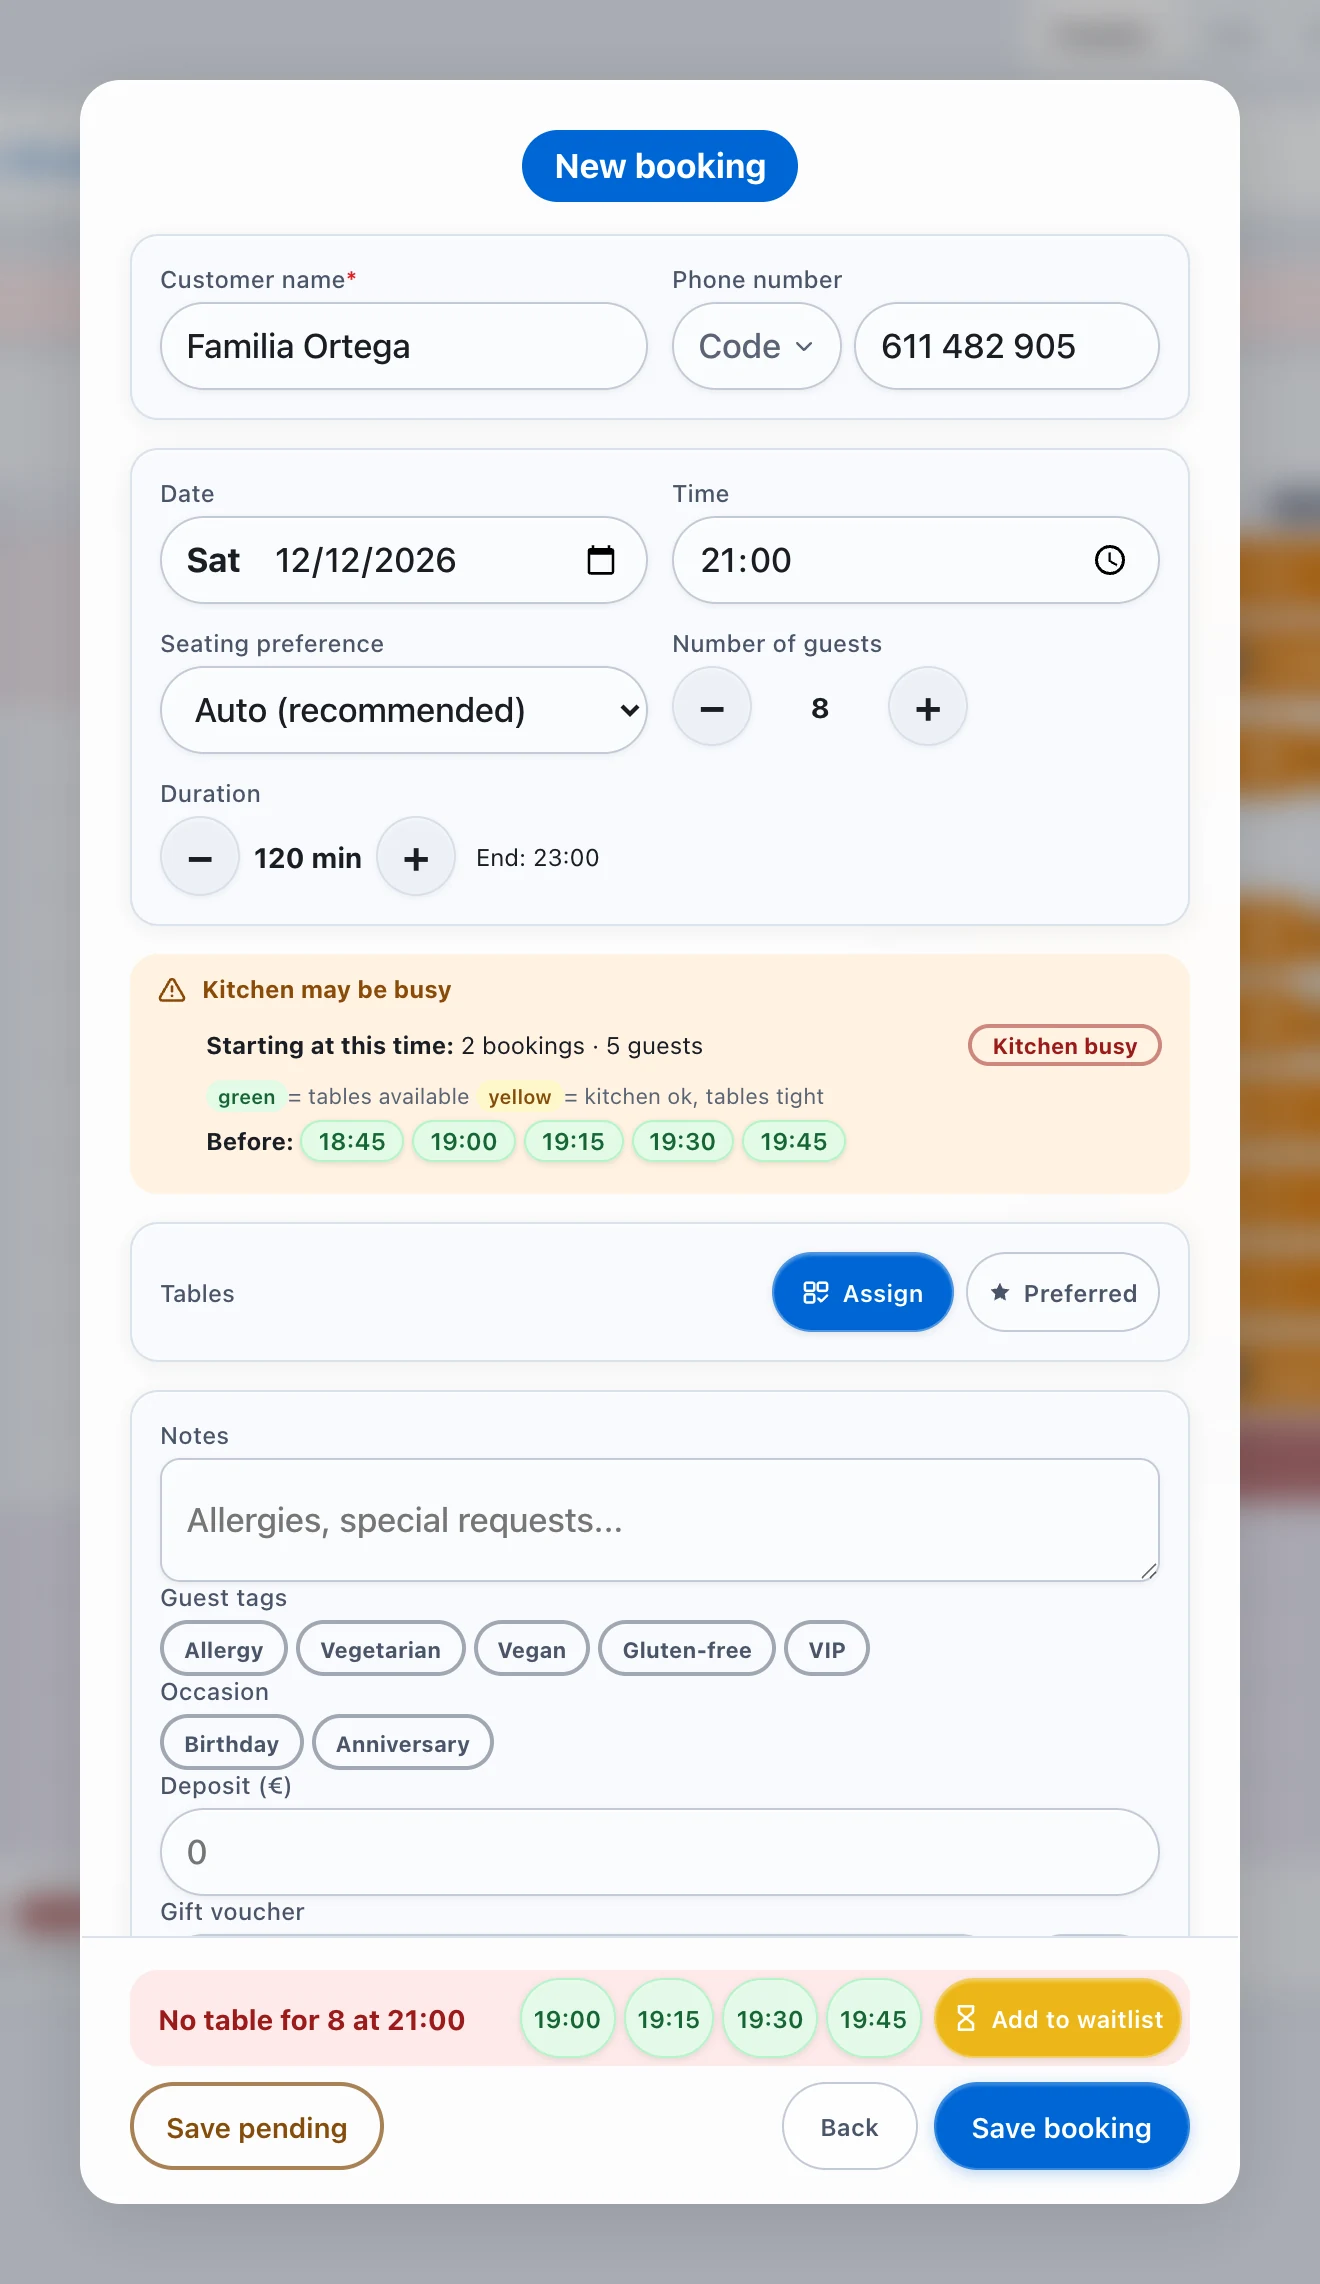 New booking
Customer name*
Phone number
Familia Ortega
Code
611 482 905
Date
Time
Sat 12/12/2026
21:00
Seating preference
Number of guests
Auto (recommended)
8
Duration
120 min
End: 23:00
Kitchen may be busy
Starting at this time: 2 bookings · 5 guests
Kitchen busy
green = tables available yellow = kitchen ok, tables tight
Before: 18:45 19:00 19:15 19:30 19:45
Tables
Assign
Preferred
Notes
Allergies, special requests...
Guest tags
Allergy Vegetarian Vegan Gluten-free VIP
Occasion
Birthday Anniversary
Deposit (€)
0
Gift voucher
No table for 8 at 21:00
19:00 19:15 19:30 19:45
Add to waitlist
Save pending
Back
Save booking